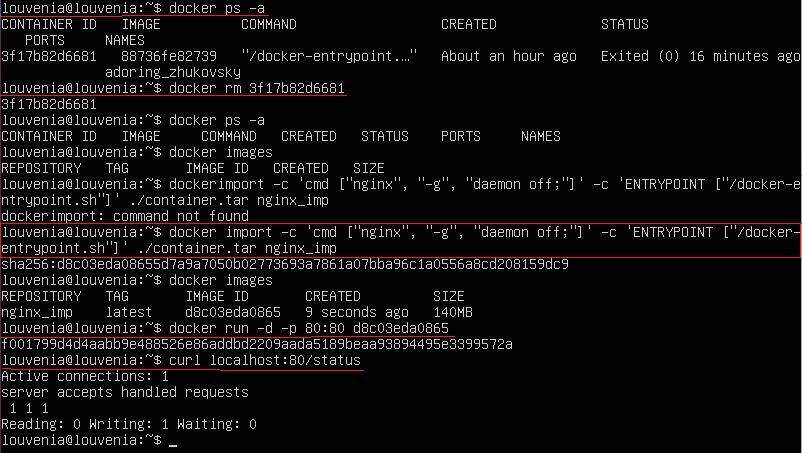 louvenia@louvenia:~$ docker ps -a
CONTAINER ID   IMAGE          COMMAND                  CREATED             STATUS
   PORTS     NAMES
3f17b82d6681   88736fe82739   "/docker-entrypoint.…"   About an hour ago   Exited (0) 16 minutes ago
             adoring_zhukovsky
louvenia@louvenia:~$ docker rm 3f17b82d6681
3f17b82d6681
louvenia@louvenia:~$ docker ps -a
CONTAINER ID   IMAGE     COMMAND   CREATED   STATUS    PORTS     NAMES
louvenia@louvenia:~$ docker images
REPOSITORY   TAG       IMAGE ID   CREATED   SIZE
louvenia@louvenia:~$ dockerimport -c 'cmd ["nginx", "-g", "daemon off;"]' -c 'ENTRYPOINT ["/docker-e
ntrypoint.sh"]' ./container.tar nginx_imp
dockerimport: command not found
louvenia@louvenia:~$ docker import -c 'cmd ["nginx", "-g", "daemon off;"]' -c 'ENTRYPOINT ["/docker-
entrypoint.sh"]' ./container.tar nginx_imp
sha256:d8c03eda08655d7a9a7050b02773693a7861a07bba96c1a0556a8cd208159dc9
louvenia@louvenia:~$ docker images
REPOSITORY   TAG       IMAGE ID       CREATED         SIZE
nginx_imp    latest    d8c03eda0865   9 seconds ago   140MB
louvenia@louvenia:~$ docker run -d -p 80:80 d8c03eda0865
f001799d4d4aabb9e488526e86addbd2209aada5189beaa93894495e3399572a
louvenia@louvenia:~$ curl localhost:80/status
Active connections: 1
server accepts handled requests
 1 1 1
Reading: 0 Writing: 1 Waiting: 0
louvenia@louvenia:~$ _